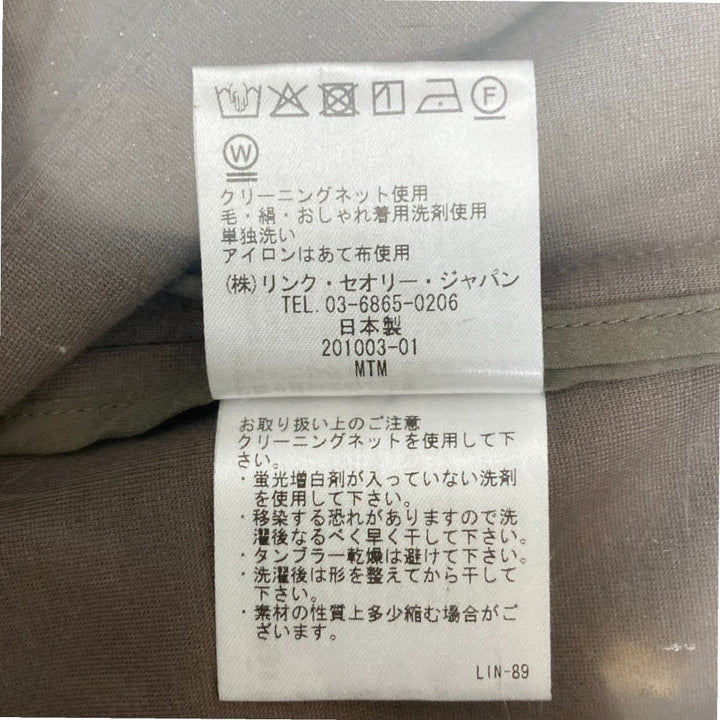 F
W
クリーニングネット使用
毛・絹・おしゃれ着用洗剤使用
単独洗い
アイロンはあて布使用
(株)リンク・セオリー・ジャパン
TEL. 03-6865-0206
日本製
201003-01
MTM
お取り扱い上のご注意
クリーニングネットを使用して下
さい。
・蛍光増白剤が入っていない洗剤
を使用して下さい。
・移染する恐れがありますので洗
濯後なるべく早く干して下さい。
・タンブラー乾燥は避けて下さい。
・洗濯後は形を整えてから干して
下さい。
・素材の性質上多少縮む場合がご
ざいます。
LIN-89